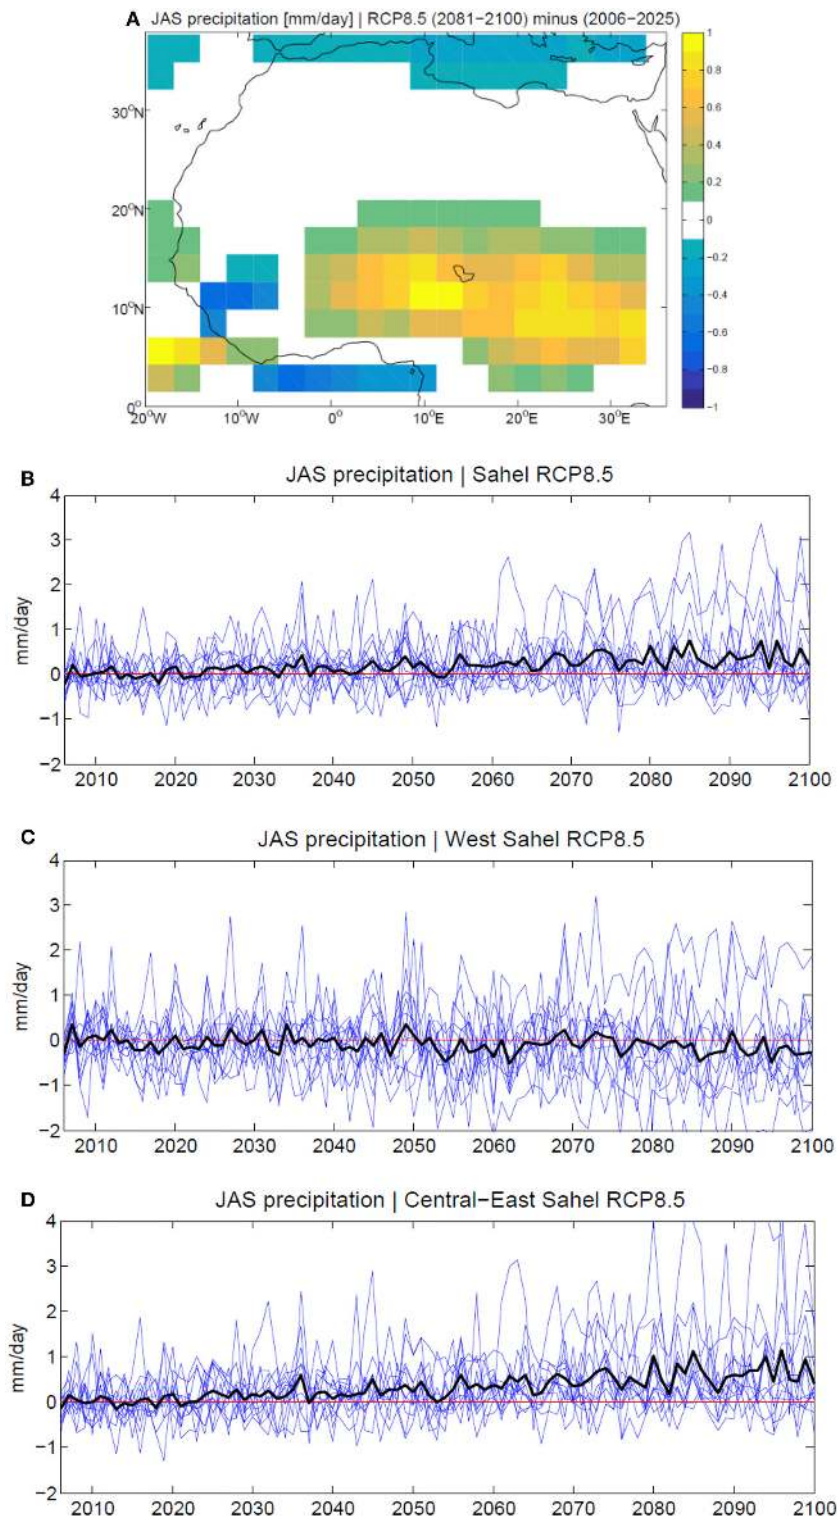 A JAS precipitation [mm/day] | RCP8.5 (2081−2100) minus (2006−2025)
1
0.8
0.6
0.4
0.2
0
−0.2
−0.4
−0.6
−0.8
−1
30°N
20°N
10°N
0°
20°W 10°W 0° 10°E 20°E 30°E
B JAS precipitation | Sahel RCP8.5
mm/day
4
3
2
1
0
−1
−2
2010 2020 2030 2040 2050 2060 2070 2080 2090 2100
C JAS precipitation | West Sahel RCP8.5
mm/day
4
3
2
1
0
−1
−2
2010 2020 2030 2040 2050 2060 2070 2080 2090 2100
D JAS precipitation | Central−East Sahel RCP8.5
mm/day
4
3
2
1
0
−1
−2
2010 2020 2030 2040 2050 2060 2070 2080 2090 2100